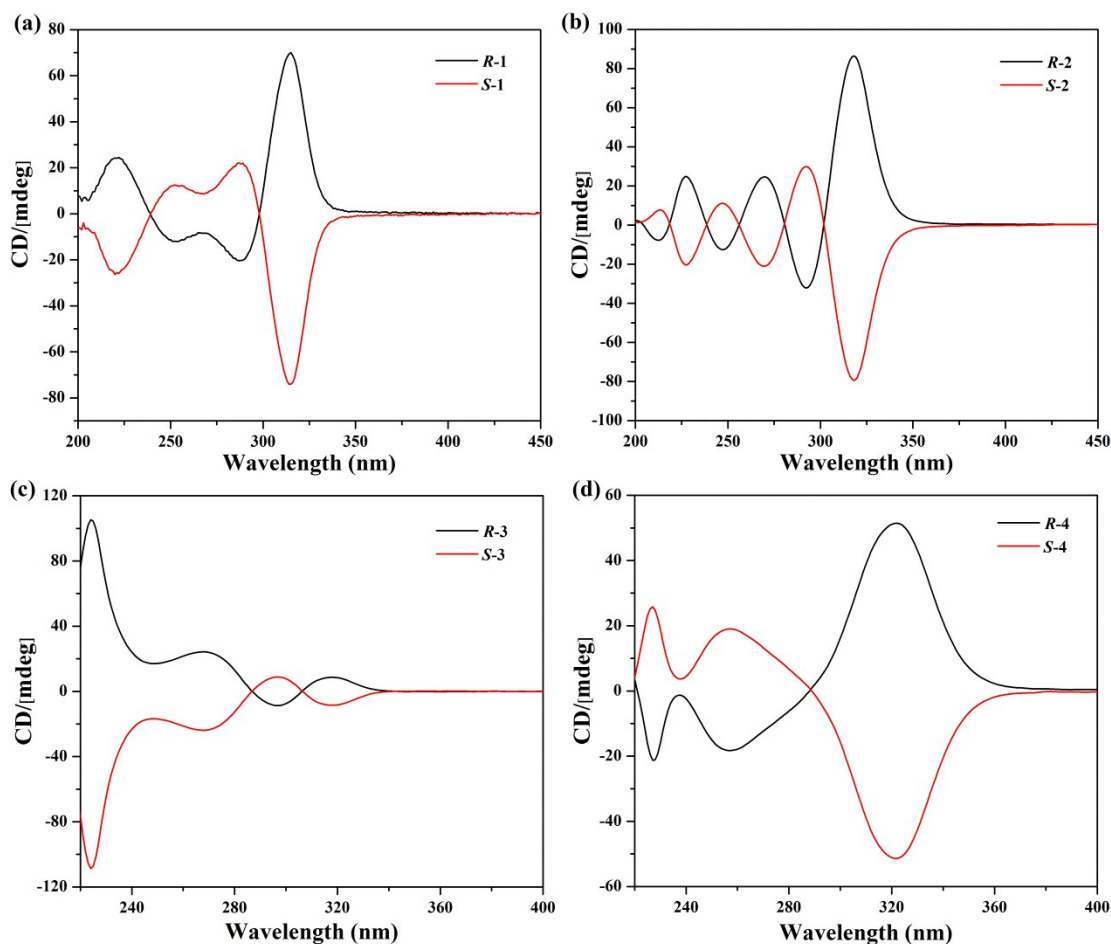 (a)
80
60
40
20
0
-20
-40
-60
-80
CD/[mdeg]
R-1
S-1
200 250 300 350 400 450
Wavelength (nm)
(b)
100
80
60
40
20
0
-20
-40
-60
-80
-100
CD/[mdeg]
R-2
S-2
200 250 300 350 400 450
Wavelength (nm)
(c)
120
80
40
0
-40
-80
-120
CD/[mdeg]
R-3
S-3
240 280 320 360 400
Wavelength (nm)
(d)
60
40
20
0
-20
-40
-60
CD/[mdeg]
R-4
S-4
240 280 320 360 400
Wavelength (nm)